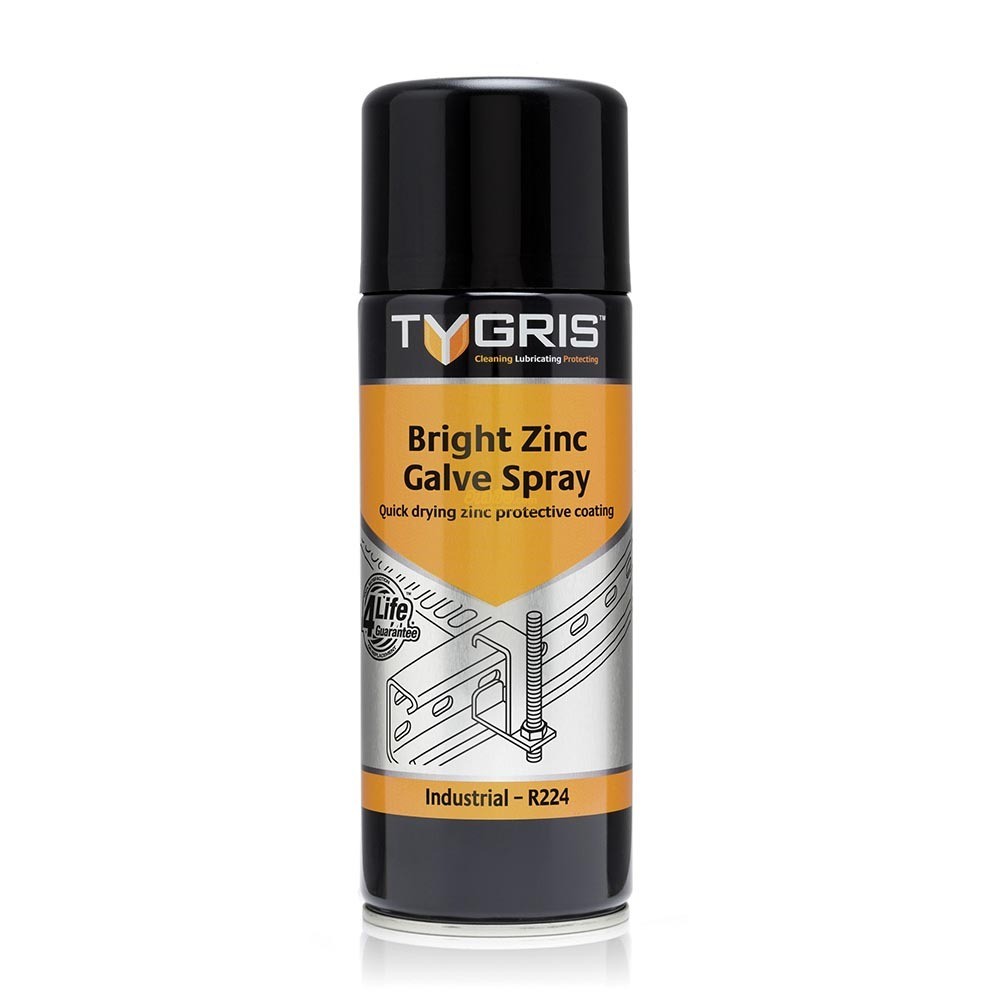 TYGRIS™
Cleaning Lubricating Protecting
Bright Zinc
Galve Spray
Quick drying zinc protective coating
4Life
Guarantee
Industrial – R224